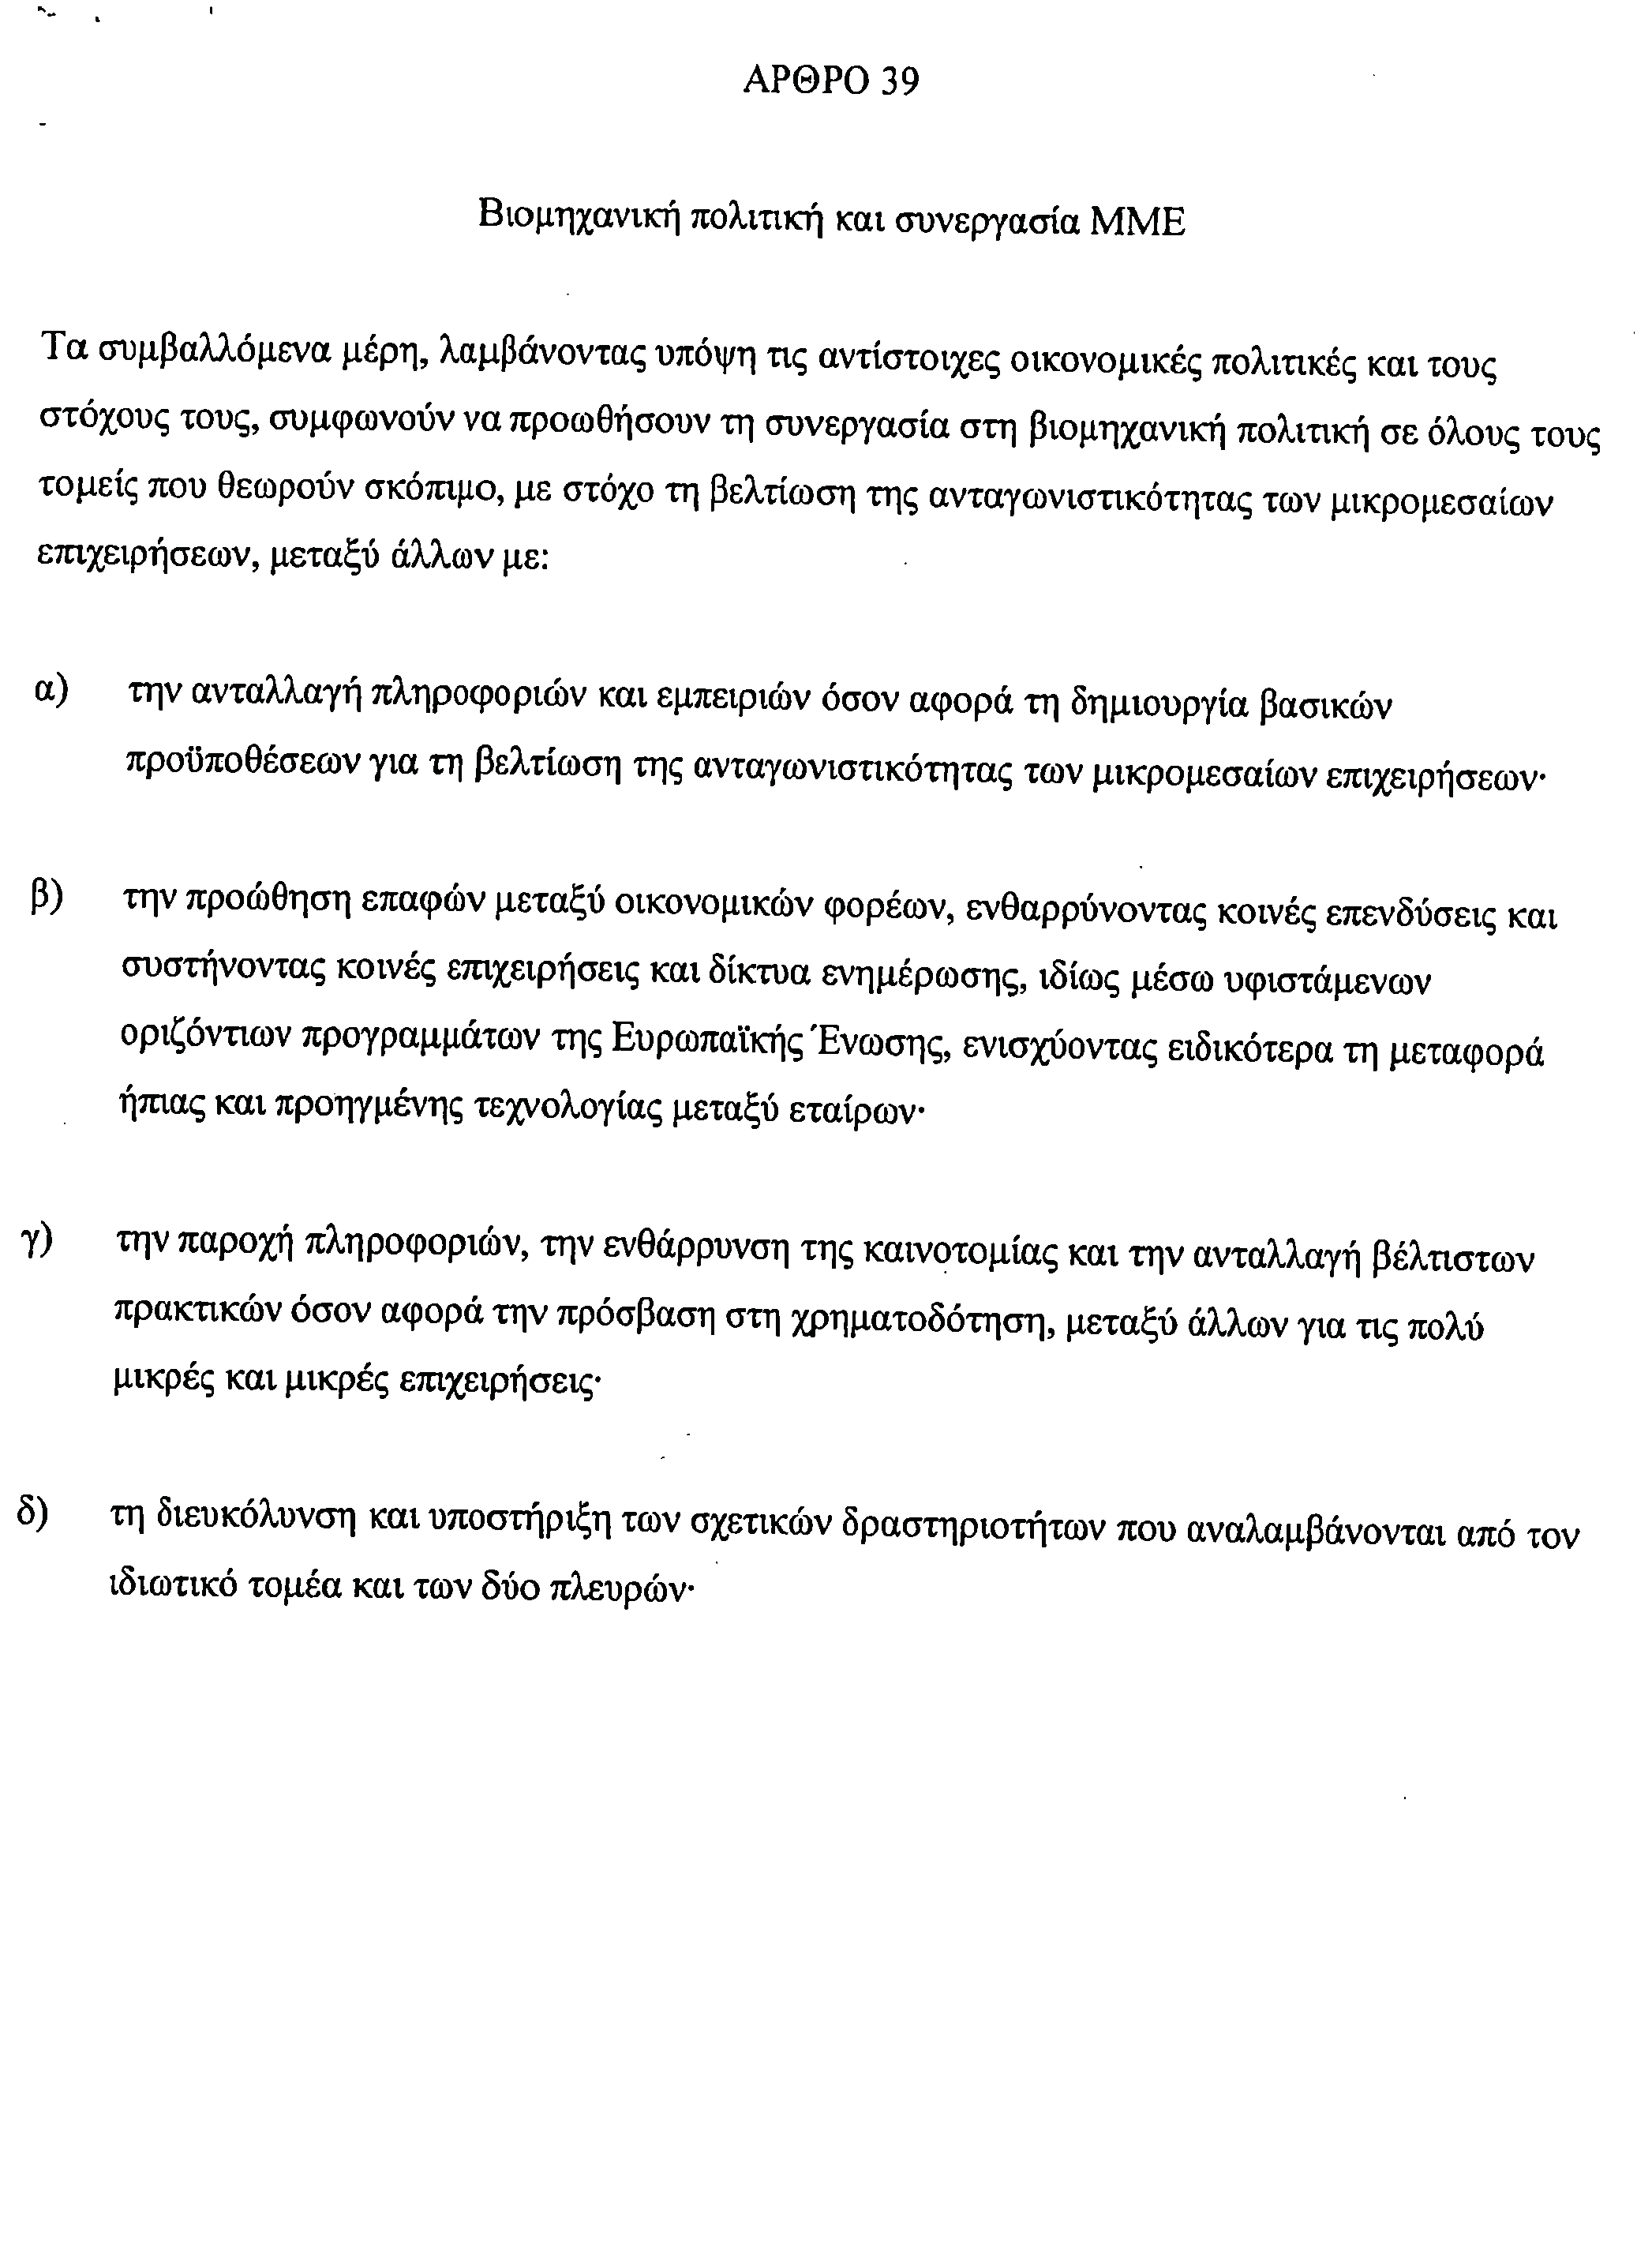 ΑΡΘΡΟ 39
Βιομηχανική πολιτική και συνεργασία ΜΜΕ
Τα συμβαλλόμενα μέρη, λαμβάνοντας υπόψη τις αντίστοιχες οικονομικές πολιτικές και τους
στόχους τους, συμφωνούν να προωθήσουν τη συνεργασία στη βιομηχανική πολιτική σε όλους τους
τομείς που θεωρούν σκόπιμο, με στόχο τη βελτίωση της ανταγωνιστικότητας των μικρομεσαίων
επιχειρήσεων, μεταξύ άλλων με:
α) την ανταλλαγή πληροφοριών και εμπειριών όσον αφορά τη δημιουργία βασικών
προϋποθέσεων για τη βελτίωση της ανταγωνιστικότητας των μικρομεσαίων επιχειρήσεων·
β) την προώθηση επαφών μεταξύ οικονομικών φορέων, ενθαρρύνοντας κοινές επενδύσεις και
συστήνοντας κοινές επιχειρήσεις και δίκτυα ενημέρωσης, ιδίως μέσω υφιστάμενων
οριζόντιων προγραμμάτων της Ευρωπαϊκής Ένωσης, ενισχύοντας ειδικότερα τη μεταφορά
ήπιας και προηγμένης τεχνολογίας μεταξύ εταίρων·
γ) την παροχή πληροφοριών, την ενθάρρυνση της καινοτομίας και την ανταλλαγή βέλτιστων
πρακτικών όσον αφορά την πρόσβαση στη χρηματοδότηση, μεταξύ άλλων για τις πολύ
μικρές και μικρές επιχειρήσεις·
δ) τη διευκόλυνση και υποστήριξη των σχετικών δραστηριοτήτων που αναλαμβάνονται από τον
ιδιωτικό τομέα και των δύο πλευρών·